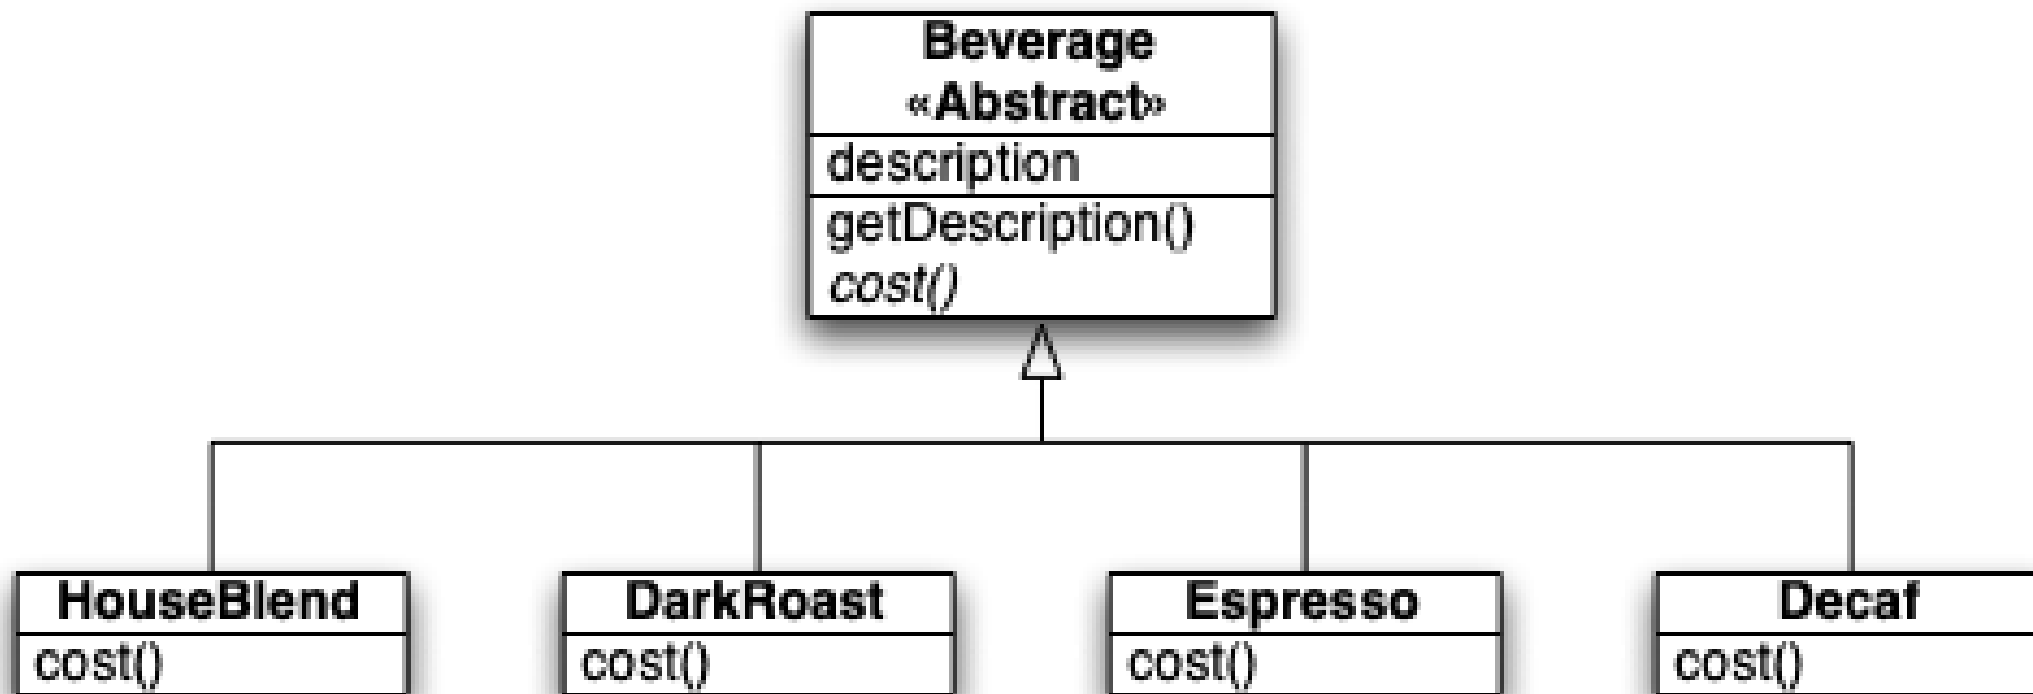 Beverage
«Abstract»
description
getDescription()
cost()
HouseBlend
DarkRoast
Espresso
Decaf
cost()
cost()
cost()
cost()